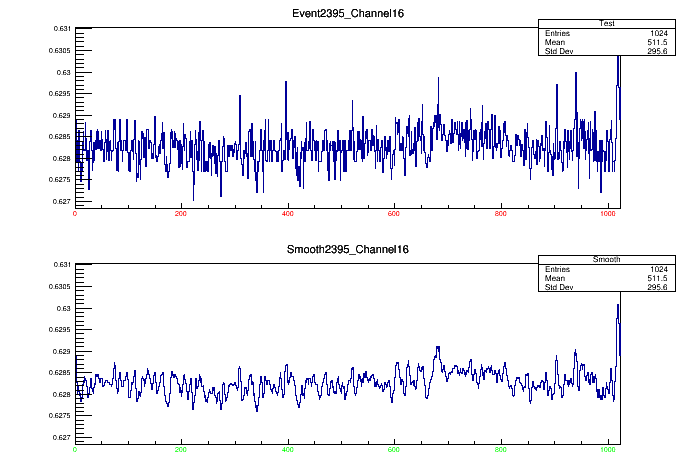 Event2395_Channel16
Test
Entries 1024
Mean 511.5
Std Dev 295.6
0.631
0.6305
0.63
0.6295
0.629
0.6285
0.628
0.6275
0.627
0 200 400 600 800 1000
Smooth2395_Channel16
Smooth
Entries 1024
Mean 511.5
Std Dev 295.6
0.631
0.6305
0.63
0.6295
0.629
0.6285
0.628
0.6275
0.627
0 200 400 600 800 1000